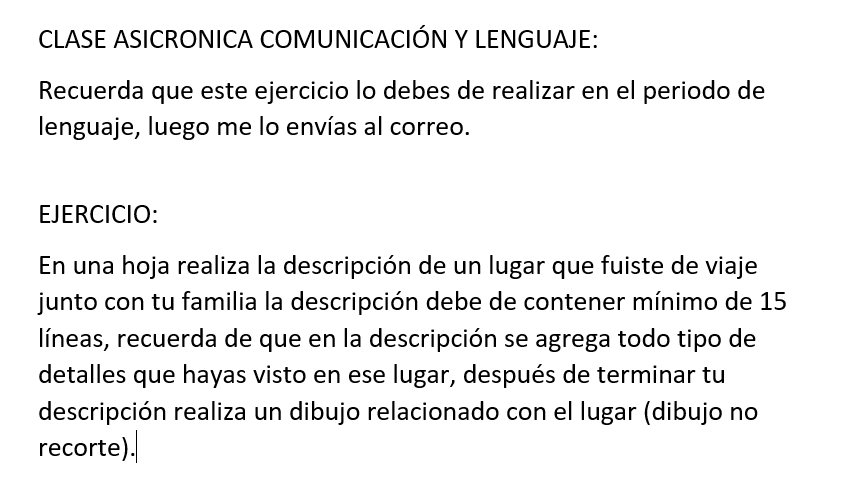 CLASE ASICRONICA COMUNICACIÓN Y LENGUAJE:
Recuerda que este ejercicio lo debes de realizar en el periodo de
lenguaje, luego me lo envías al correo.
EJERCICIO:
En una hoja realiza la descripción de un lugar que fuiste de viaje
junto con tu familia la descripción debe de contener mínimo de 15
líneas, recuerda de que en la descripción se agrega todo tipo de
detalles que hayas visto en ese lugar, después de terminar tu
descripción realiza un dibujo relacionado con el lugar (dibujo no
recorte).